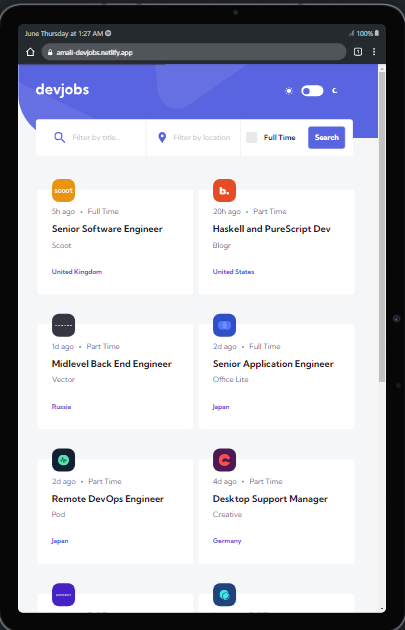 June Thursday at 1:27 AM
100%
amali-devjobs.netlify.app
devjobs
Filter by title...
Filter by location
Full Time
Search
scoot
5h ago • Full Time
Senior Software Engineer
Scoot
United Kingdom
b.
20h ago • Part Time
Haskell and PureScript Dev
Blogr
United States
1d ago • Part Time
Midlevel Back End Engineer
Vector
Russia
2d ago • Full Time
Senior Application Engineer
Office Lite
Japan
2d ago • Part Time
Remote DevOps Engineer
Pod
Japan
4d ago • Part Time
Desktop Support Manager
Creative
Germany